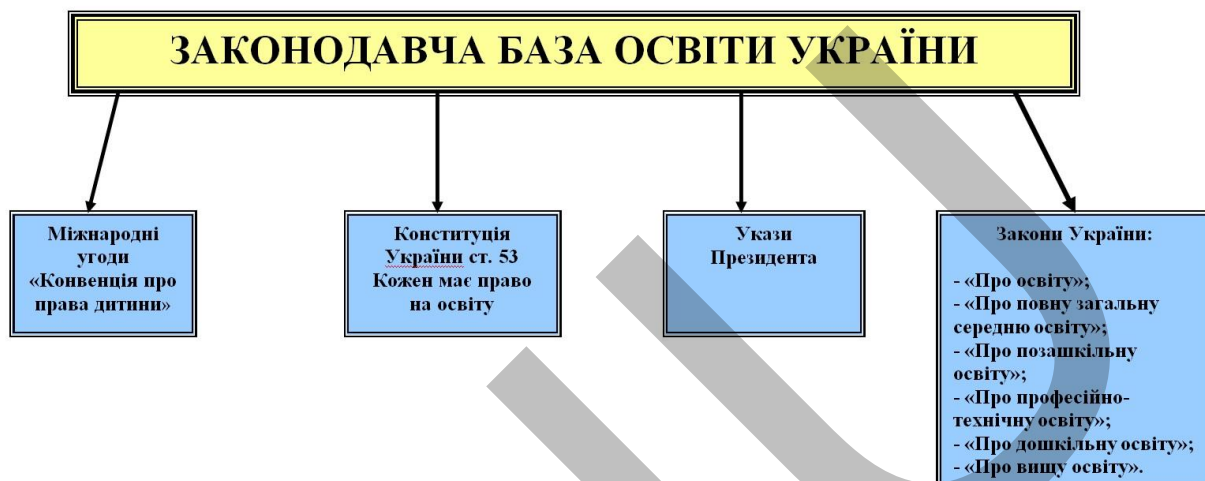 ЗАКОНОДАВЧА БАЗА ОСВІТИ УКРАЇНИ
Міжнародні
угоди
«Конвенція про
права дитини»
Конституція
України ст. 53
Кожен має право
на освіту
Укази
Президента
Закони України:
- «Про освіту»;
- «Про повну загальну
середню освіту»;
- «Про позашкільну
освіту»;
- «Про професійно-
технічну освіту»;
- «Про дошкільну освіту»;
- «Про вищу освіту».